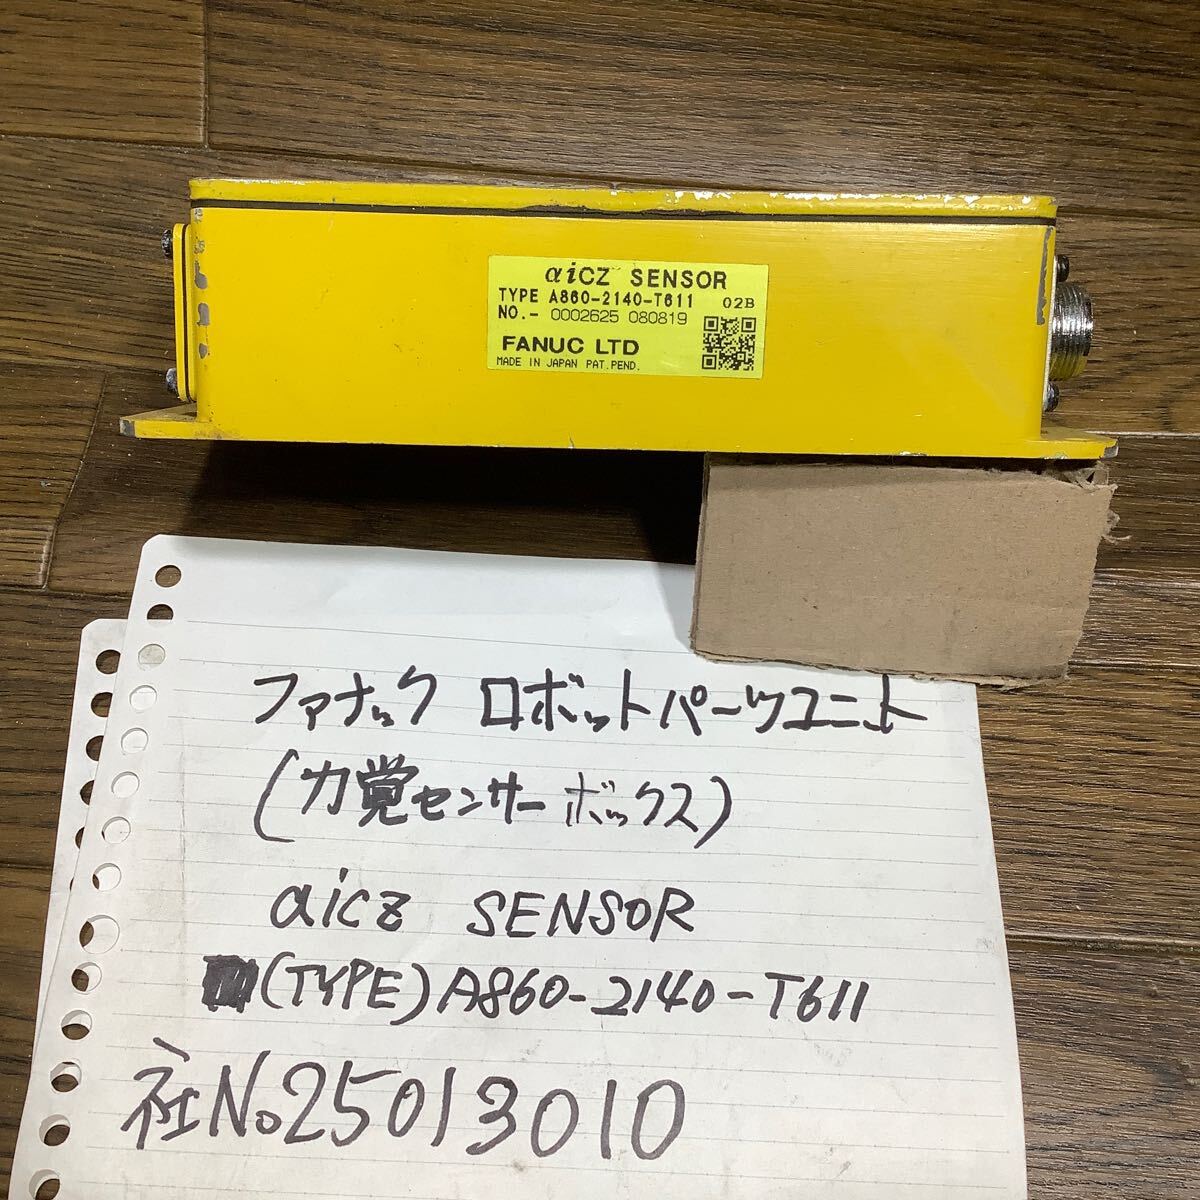 αiCZ SENSOR
TYPE A860-2140-T611 02B
NO.- 0002625 080819
FANUC LTD
MADE IN JAPAN PAT.PEND.
ファナック ロボットパーツユニット
(力覚センサーボックス)
αicz SENSOR
(TYPE) A860-2140-T611
社No25013010